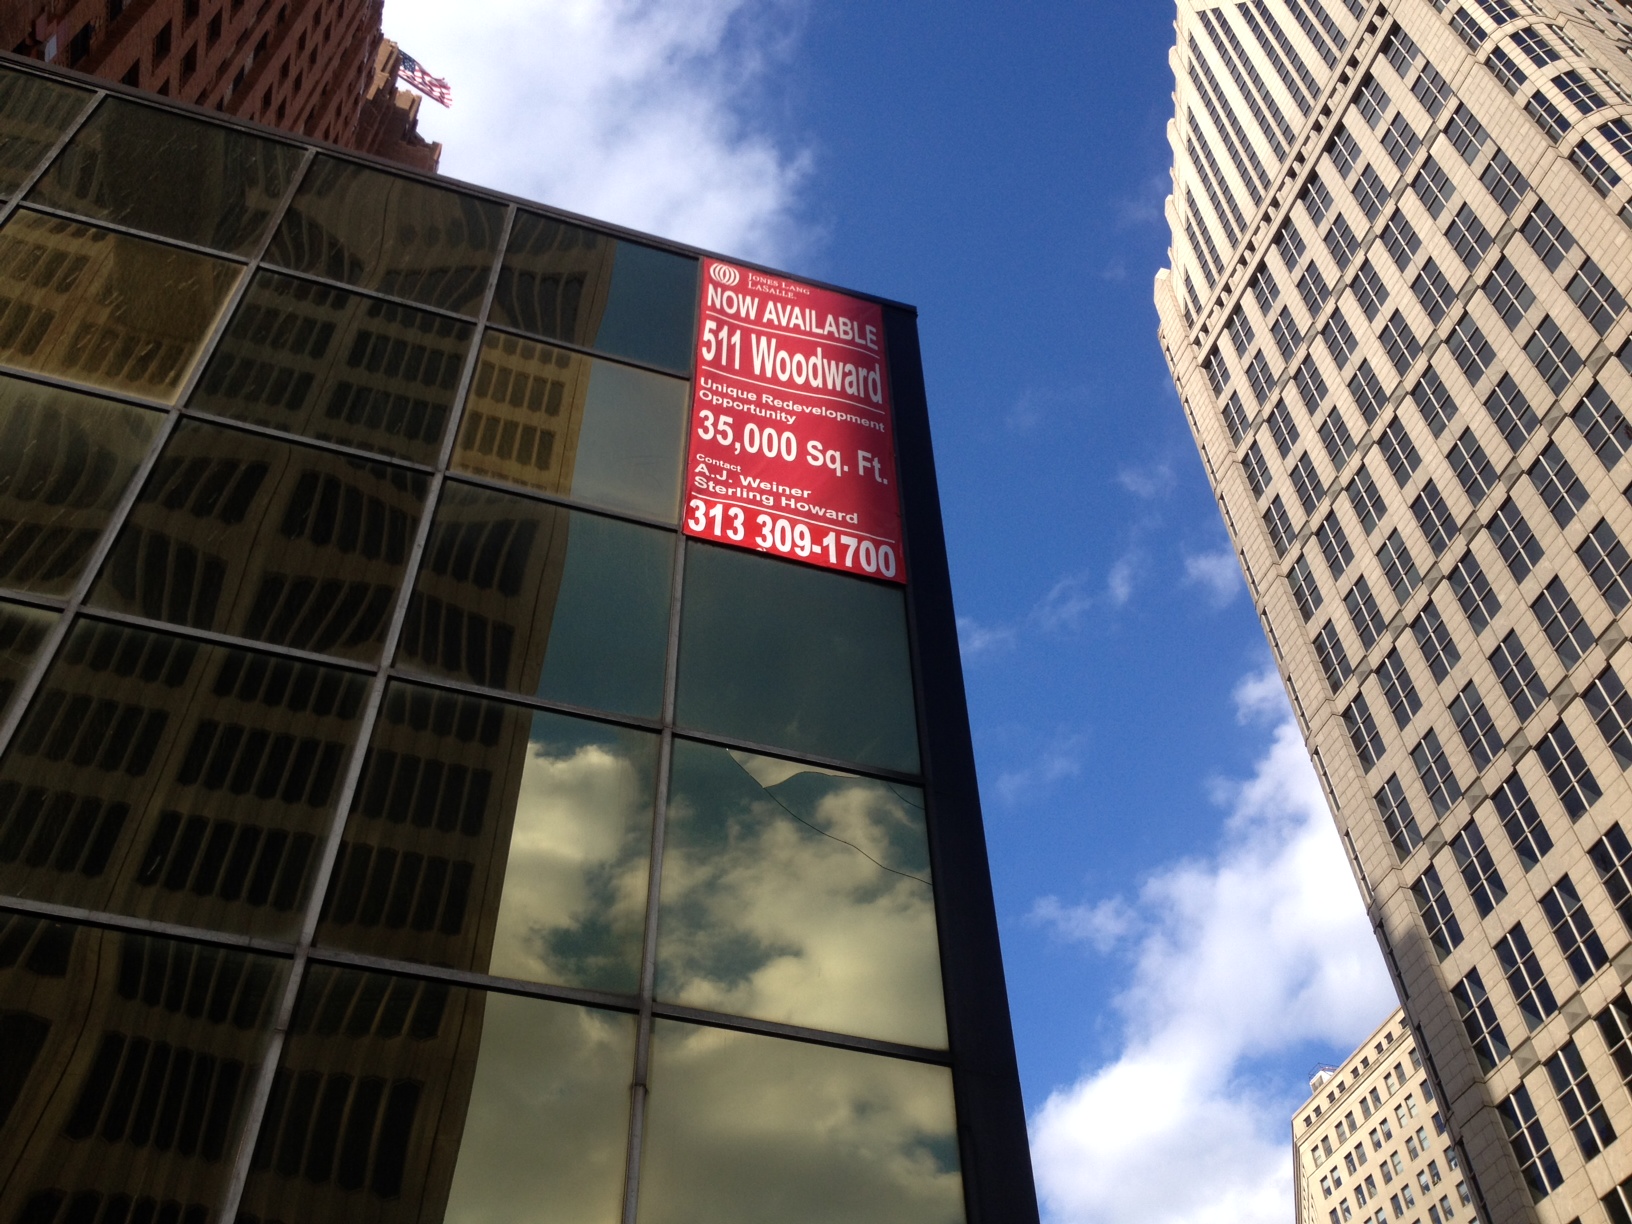 JONES LANG
LASALLE.
NOW AVAILABLE
511 Woodward
Unique Redevelopment
Opportunity
35,000 Sq. Ft.
Contact
A.J. Weiner
Sterling Howard
313 309-1700